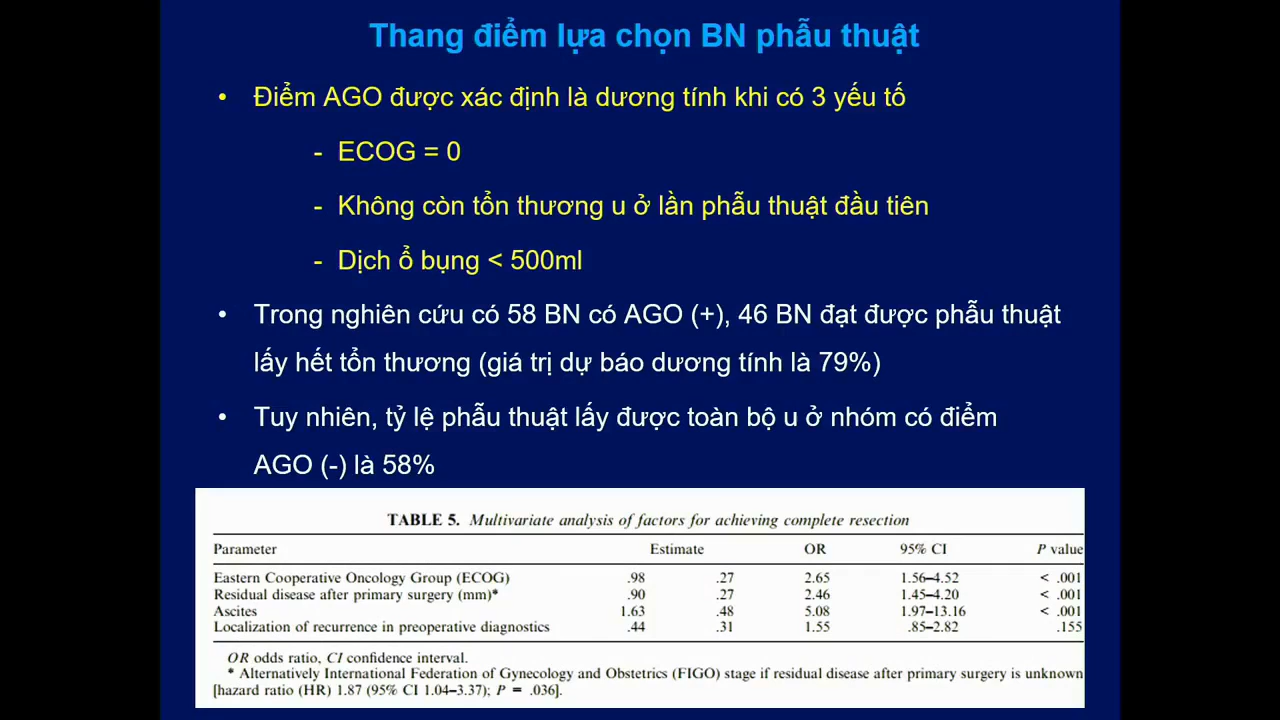 Thang điểm lựa chọn BN phẫu thuật
• Điểm AGO được xác định là dương tính khi có 3 yếu tố
- ECOG = 0
- Không còn tổn thương u ở lần phẫu thuật đầu tiên
- Dịch ổ bụng < 500ml
• Trong nghiên cứu có 58 BN có AGO (+), 46 BN đạt được phẫu thuật
lấy hết tổn thương (giá trị dự báo dương tính là 79%)
• Tuy nhiên, tỷ lệ phẫu thuật lấy được toàn bộ u ở nhóm có điểm
AGO (-) là 58%
TABLE 5. Multivariate analysis of factors for achieving complete resection
Parameter Estimate OR 95% CI P value
Eastern Cooperative Oncology Group (ECOG) .98 .27 2.65 1.56–4.52 < .001
Residual disease after primary surgery (mm)* .90 .27 2.46 1.45–4.20 < .001
Ascites 1.63 .48 5.08 1.97–13.16 < .001
Localization of recurrence in preoperative diagnostics .44 .31 1.55 .85–2.82 .155
OR odds ratio, CI confidence interval.
* Alternatively International Federation of Gynecology and Obstetrics (FIGO) stage if residual disease after primary surgery is unknown
[hazard ratio (HR) 1.87 (95% CI 1.04–3.37); P = .036].